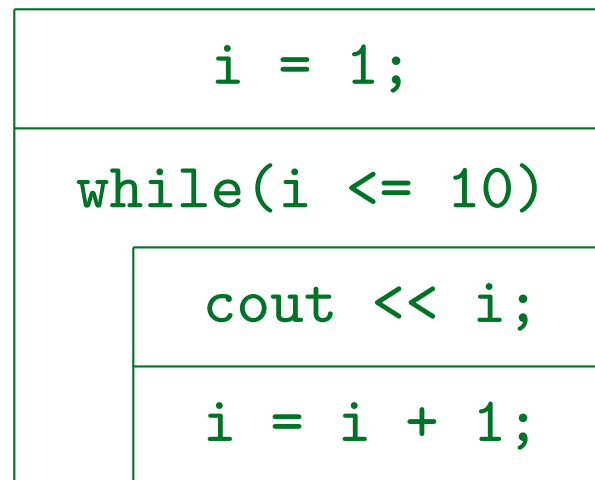 i = 1;
while(i <= 10)
cout << i;
i = i + 1;